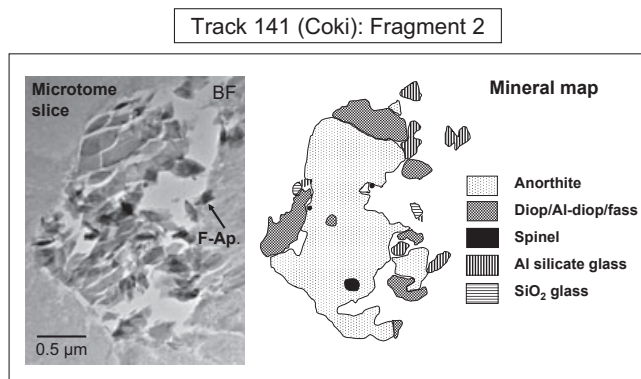 Track 141 (Coki): Fragment 2
Microtome
slice
BF
F-Ap.
0.5 µm
Mineral map
Anorthite
Diop/Al-diop/fass
Spinel
Al silicate glass
SiO₂ glass